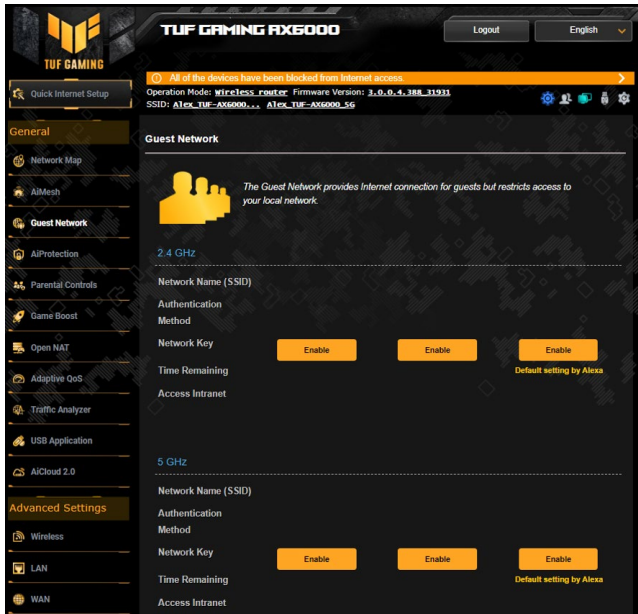 TUF GAMING AX6000
Logout
English
TUF GAMING
All of the devices have been blocked from Internet access.
Quick Internet Setup
Operation Mode: Wireless router Firmware Version: 3.0.0.4.388_31931
SSID: Alex_TUF-AX6000... Alex_TUF-AX6000_5G
General
Network Map
AiMesh
Guest Network
AiProtection
Parental Controls
Game Boost
Open NAT
Adaptive QoS
Traffic Analyzer
USB Application
AiCloud 2.0
Advanced Settings
Wireless
LAN
WAN
Guest Network
The Guest Network provides Internet connection for guests but restricts access to
your local network.
2.4 GHz
Network Name (SSID)
Authentication
Method
Network Key
Enable Enable Enable
Time Remaining
Default setting by Alexa
Access Intranet
5 GHz
Network Name (SSID)
Authentication
Method
Network Key
Enable Enable Enable
Time Remaining
Default setting by Alexa
Access Intranet